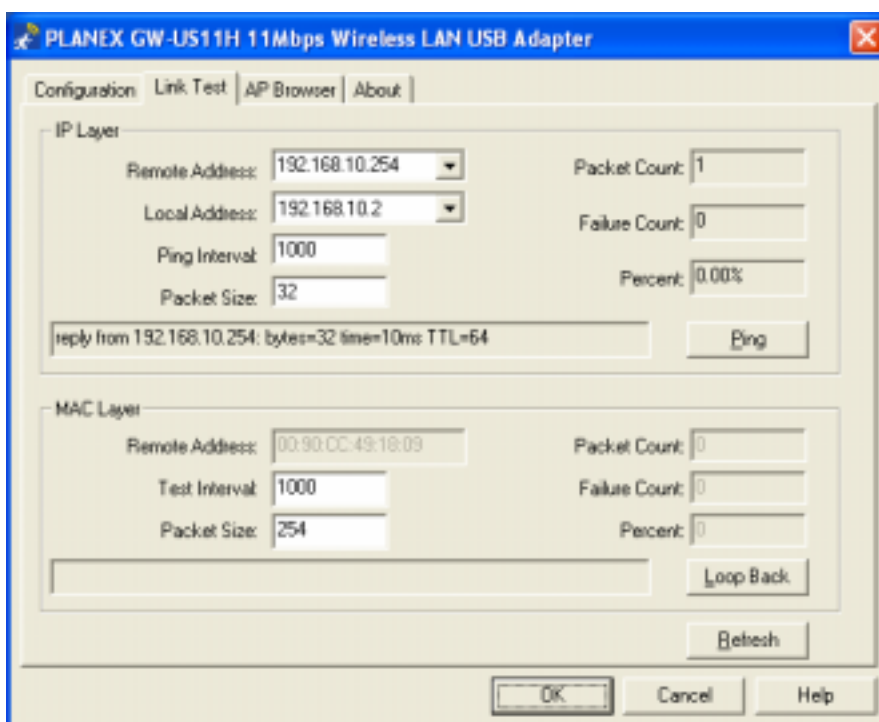 PLANEX GW-US11H 11Mbps Wireless LAN USB Adapter
Configuration Link Test AP Browser About
IP Layer
Remote Address: 192.168.10.254 Packet Count: 1
Local Address: 192.168.10.2 Failure Count: 0
Ping Interval: 1000 Percent: 0.00%
Packet Size: 32
reply from 192.168.10.254: bytes=32 time=10ms TTL=64 Ping
MAC Layer
Remote Address: 00:90:CC:49:18:09 Packet Count: 0
Test Interval: 1000 Failure Count: 0
Packet Size: 254 Percent: 0
Loop Back
Refresh
OK Cancel Help